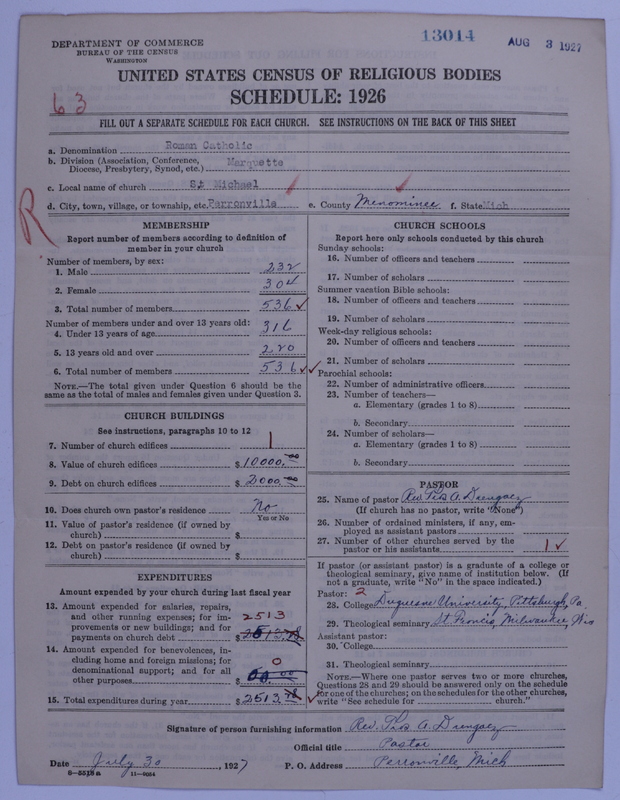 13014
AUG 3 1927
DEPARTMENT OF COMMERCE
BUREAU OF THE CENSUS
WASHINGTON
UNITED STATES CENSUS OF RELIGIOUS BODIES
SCHEDULE: 1926
63
FILL OUT A SEPARATE SCHEDULE FOR EACH CHURCH. SEE INSTRUCTIONS ON THE BACK OF THIS SHEET
a. Denomination Roman Catholic
b. Division (Association, Conference, Diocese, Presbytery, Synod, etc.) Marquette
c. Local name of church St Michael
d. City, town, village, or township, etc. Perronville e. County Menominee f. State Mich
R
MEMBERSHIP
Report number of members according to definition of member in your church
Number of members, by sex:
1. Male 232
2. Female 304
3. Total number of members 536 ✓
Number of members under and over 13 years old:
4. Under 13 years of age 316
5. 13 years old and over 220
6. Total number of members 536 ✓✓
NOTE.—The total given under Question 6 should be the same as the total of males and females given under Question 3.
CHURCH BUILDINGS
See instructions, paragraphs 10 to 12
7. Number of church edifices 1
8. Value of church edifices $10000.00
9. Debt on church edifices $3000.00
10. Does church own pastor's residence No
Yes or No
11. Value of pastor's residence (if owned by church) $
12. Debt on pastor's residence (if owned by church) $
EXPENDITURES
Amount expended by your church during last fiscal year
13. Amount expended for salaries, repairs, and other running expenses; for improvements or new buildings; and for payments on church debt 2513 $2513.78
14. Amount expended for benevolences, including home and foreign missions; for denominational support; and for all other purposes 0 $00.00
15. Total expenditures during year $2513.78 ✓
CHURCH SCHOOLS
Report here only schools conducted by this church
Sunday schools:
16. Number of officers and teachers
17. Number of scholars
Summer vacation Bible schools:
18. Number of officers and teachers
19. Number of scholars
Week-day religious schools:
20. Number of officers and teachers
21. Number of scholars
Parochial schools:
22. Number of administrative officers
23. Number of teachers—
a. Elementary (grades 1 to 8)
b. Secondary
24. Number of scholars—
a. Elementary (grades 1 to 8)
b. Secondary
PASTOR
25. Name of pastor Rev. Pius A. Drengacz
(If church has no pastor, write "None")
26. Number of ordained ministers, if any, employed as assistant pastors
27. Number of other churches served by the pastor or his assistants 1 ✓
If pastor (or assistant pastor) is a graduate of a college or theological seminary, give name of institution below. (If not a graduate, write "No" in the space indicated.)
Pastor: 2
28. College Duquesne University, Pittsburgh, Pa.
29. Theological seminary St. Francis, Milwaukee, Wis
Assistant pastor:
30. College
31. Theological seminary
NOTE.—Where one pastor serves two or more churches, Questions 28 and 29 should be answered only on the schedule for one of the churches; on the schedules for the other churches, write "See schedule for ........ church."
Signature of person furnishing information Rev. Pius A. Drengacz
Official title Pastor
Date July 30, 1927 P. O. Address Perronville, Mich
8-5518a 11-9054